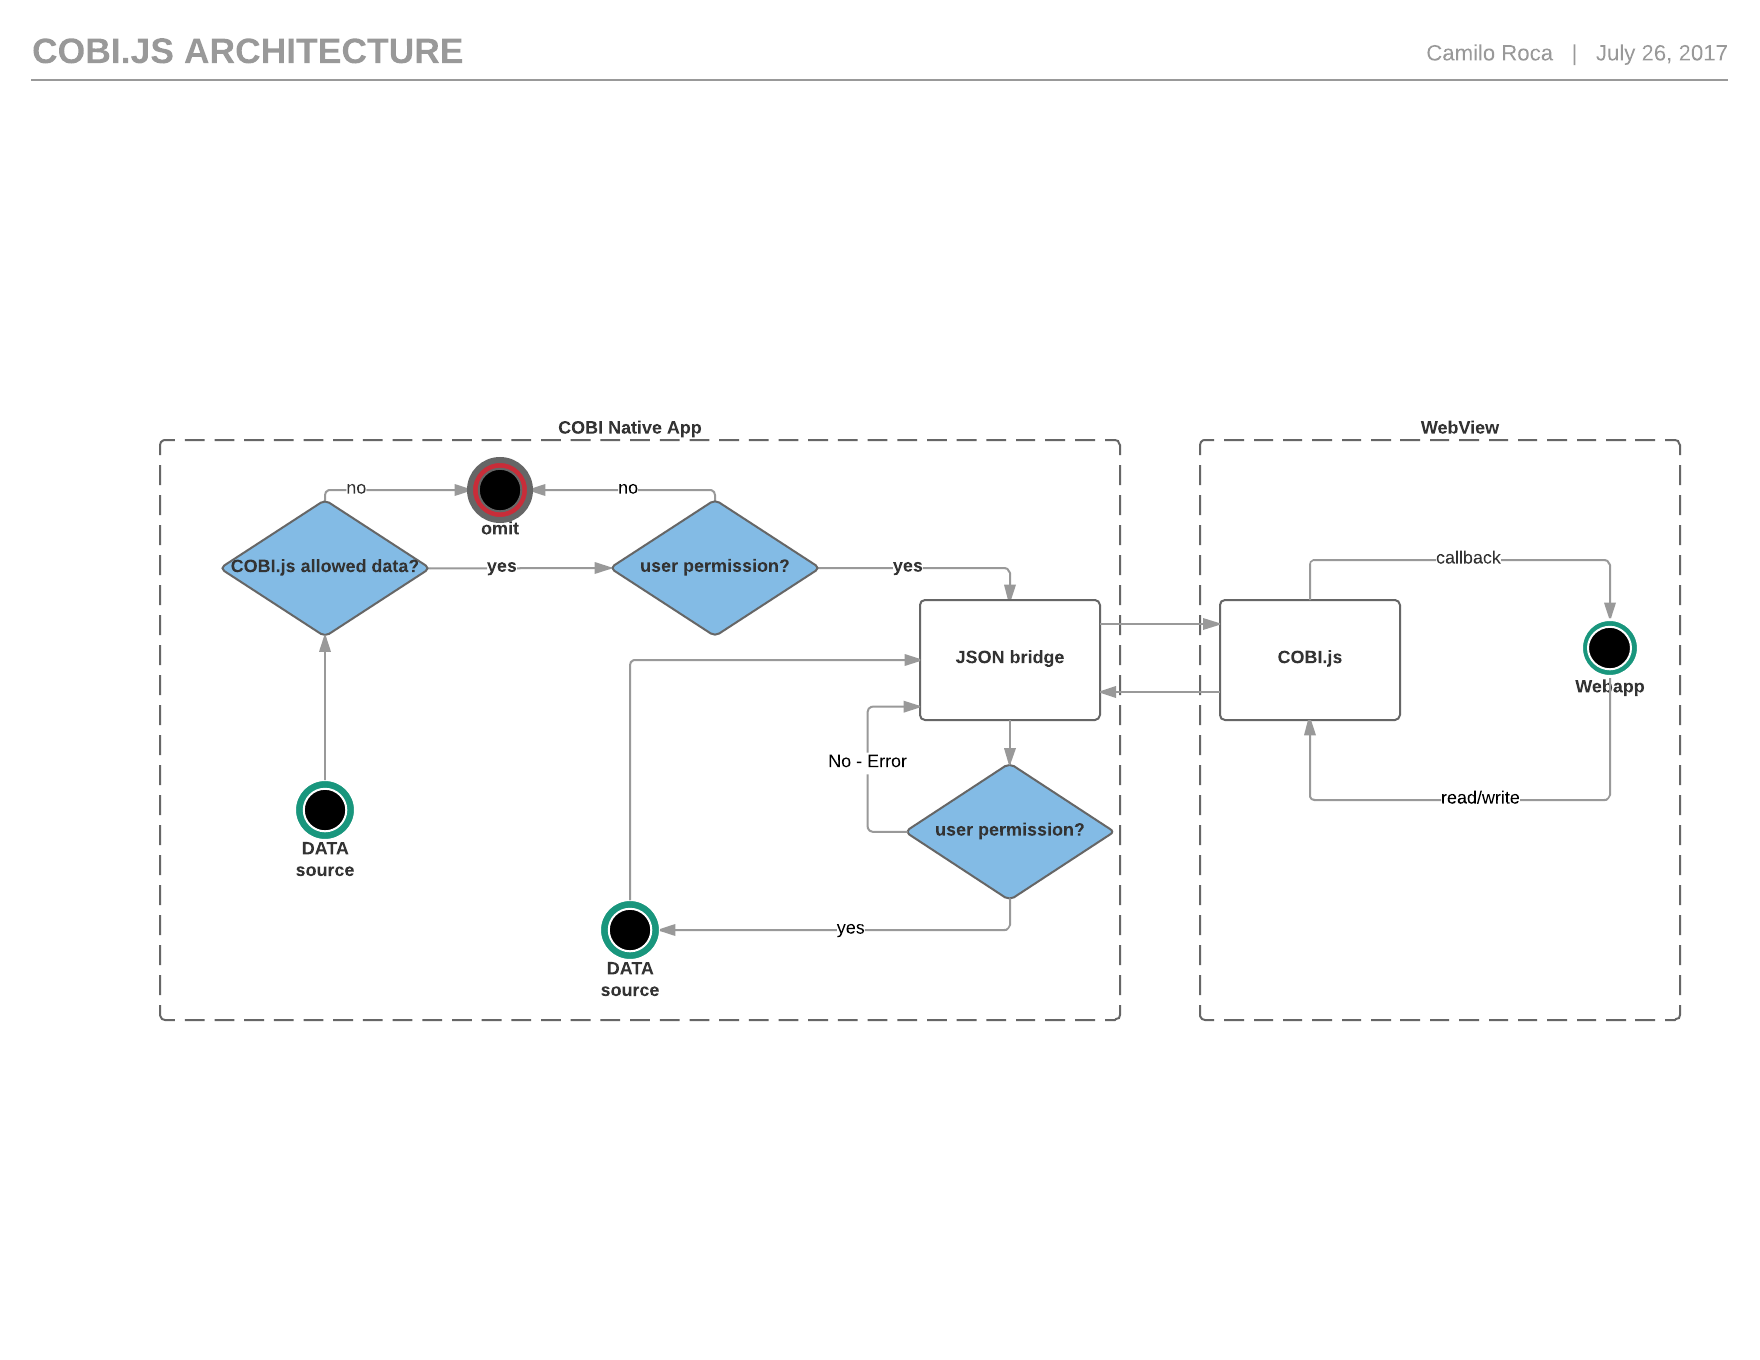 COBI.JS ARCHITECTURE
Camilo Roca | July 26, 2017
COBI Native App
WebView
no
no
omit
COBI.js allowed data?
yes
user permission?
yes
callback
JSON bridge
COBI.js
Webapp
No - Error
read/write
user permission?
DATA
source
yes
DATA
source